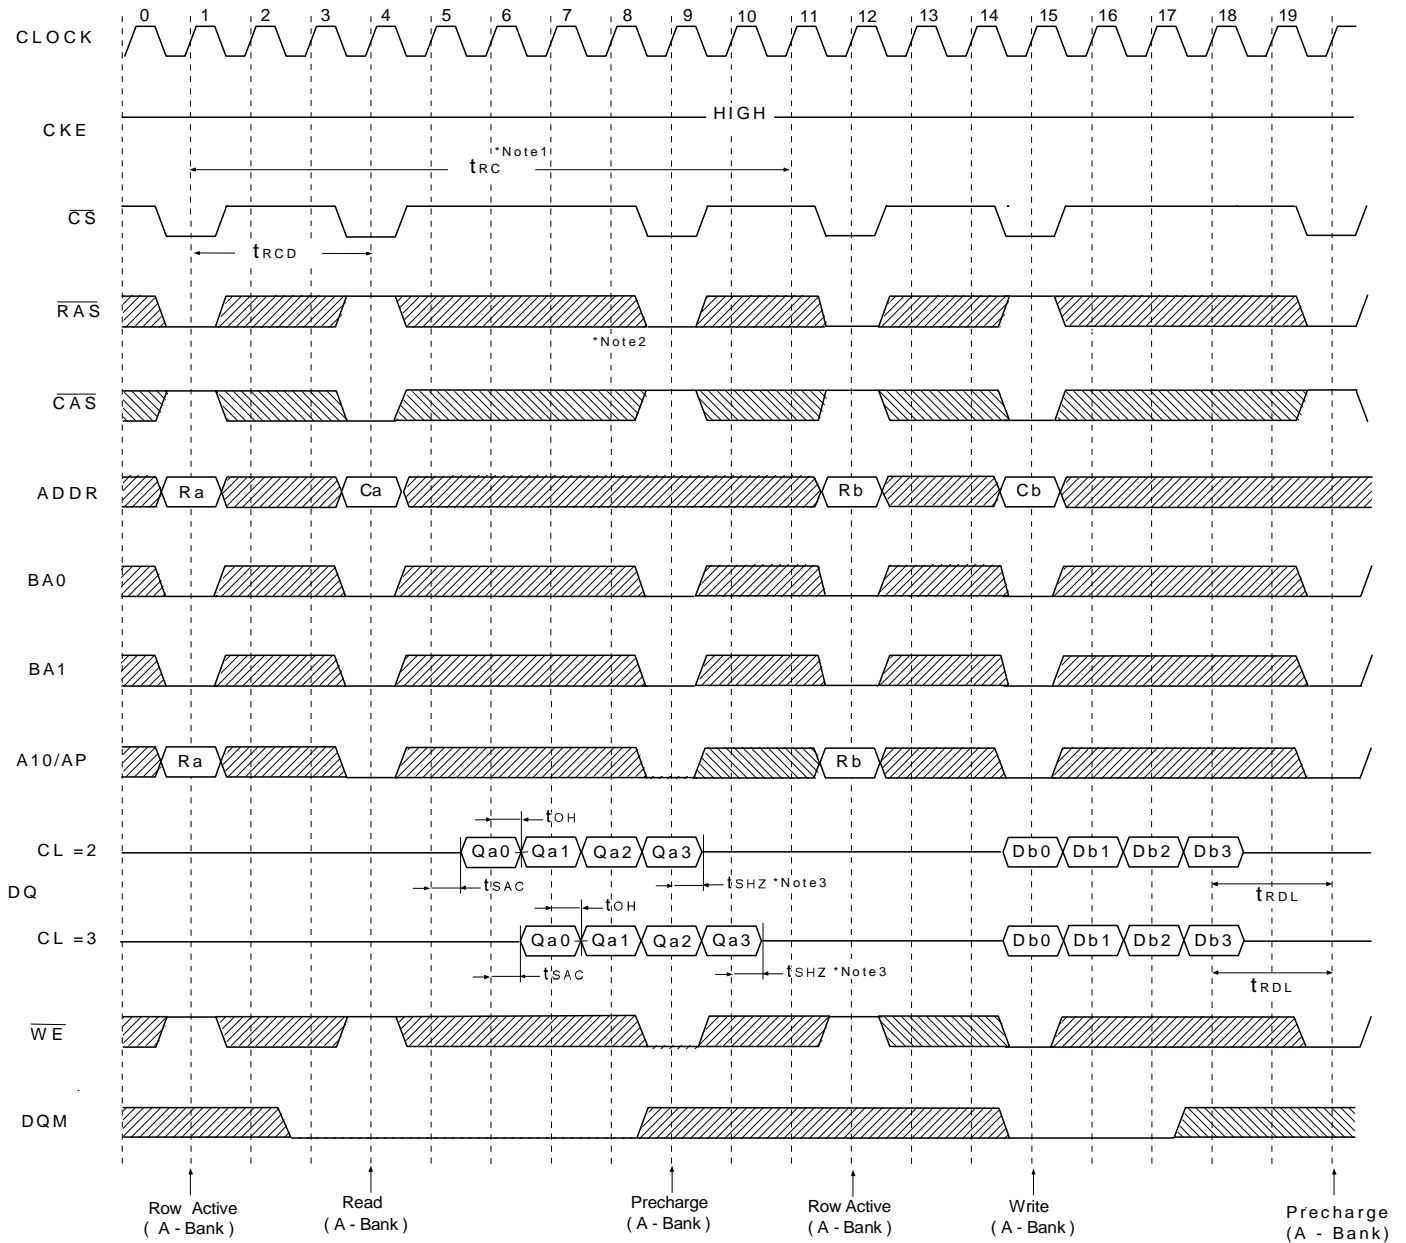 0 1 2 3 4 5 6 7 8 9 10 11 12 13 14 15 16 17 18 19
CLOCK
HIGH
CKE
tRC *Note1
CS
tRCD
RAS
*Note2
CAS
ADDR Ra Ca Rb Cb
BA0
BA1
A10/AP Ra Rb
tOH
CL =2 Qa0 Qa1 Qa2 Qa3 Db0 Db1 Db2 Db3
tSAC tSHZ *Note3 tRDL
DQ
tOH
CL =3 Qa0 Qa1 Qa2 Qa3 Db0 Db1 Db2 Db3
tSAC tSHZ *Note3 tRDL
WE
DQM
Row Active
( A - Bank )
Read
( A - Bank )
Precharge
( A - Bank )
Row Active
( A - Bank )
Write
( A - Bank )
Precharge
( A - Bank )